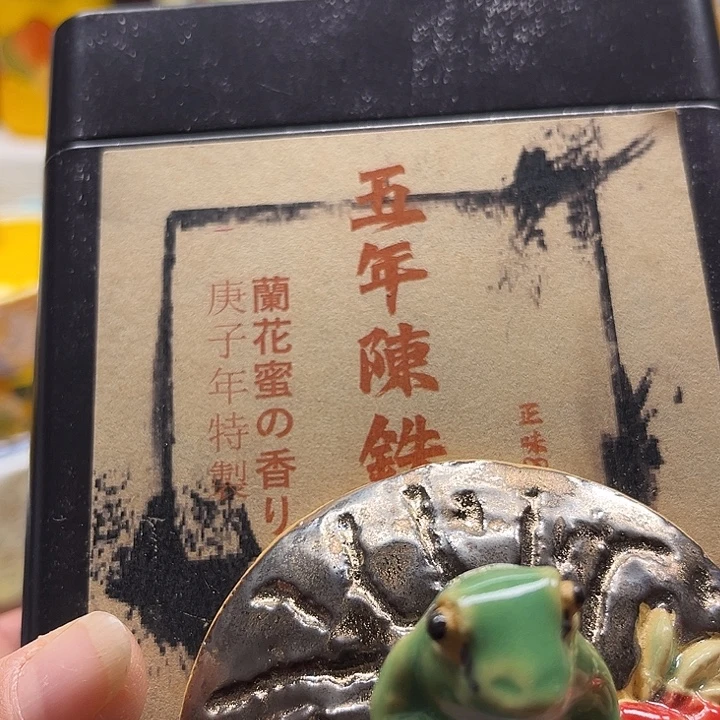 正味
五年陳鉄
蘭花蜜の香り
庚子年特製